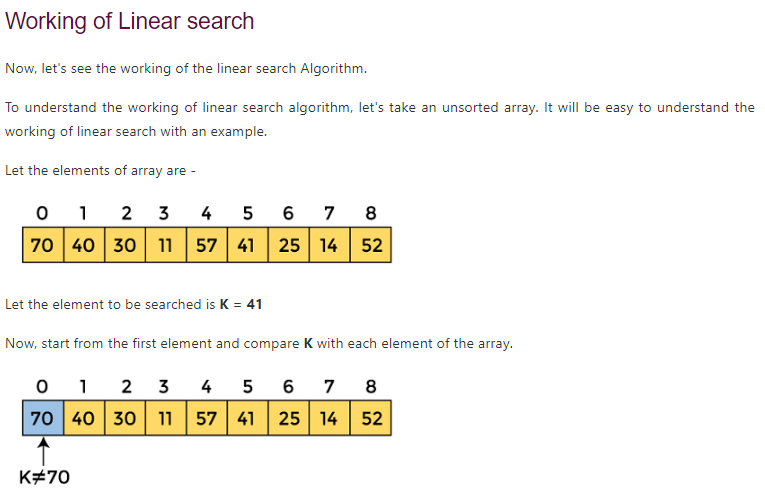 Working of Linear search
Now, let's see the working of the linear search Algorithm.
To understand the working of linear search algorithm, let's take an unsorted array. It will be easy to understand the
working of linear search with an example.
Let the elements of array are -
0 1 2 3 4 5 6 7 8
70 40 30 11 57 41 25 14 52
Let the element to be searched is K = 41
Now, start from the first element and compare K with each element of the array.
0 1 2 3 4 5 6 7 8
70 40 30 11 57 41 25 14 52
K≠70